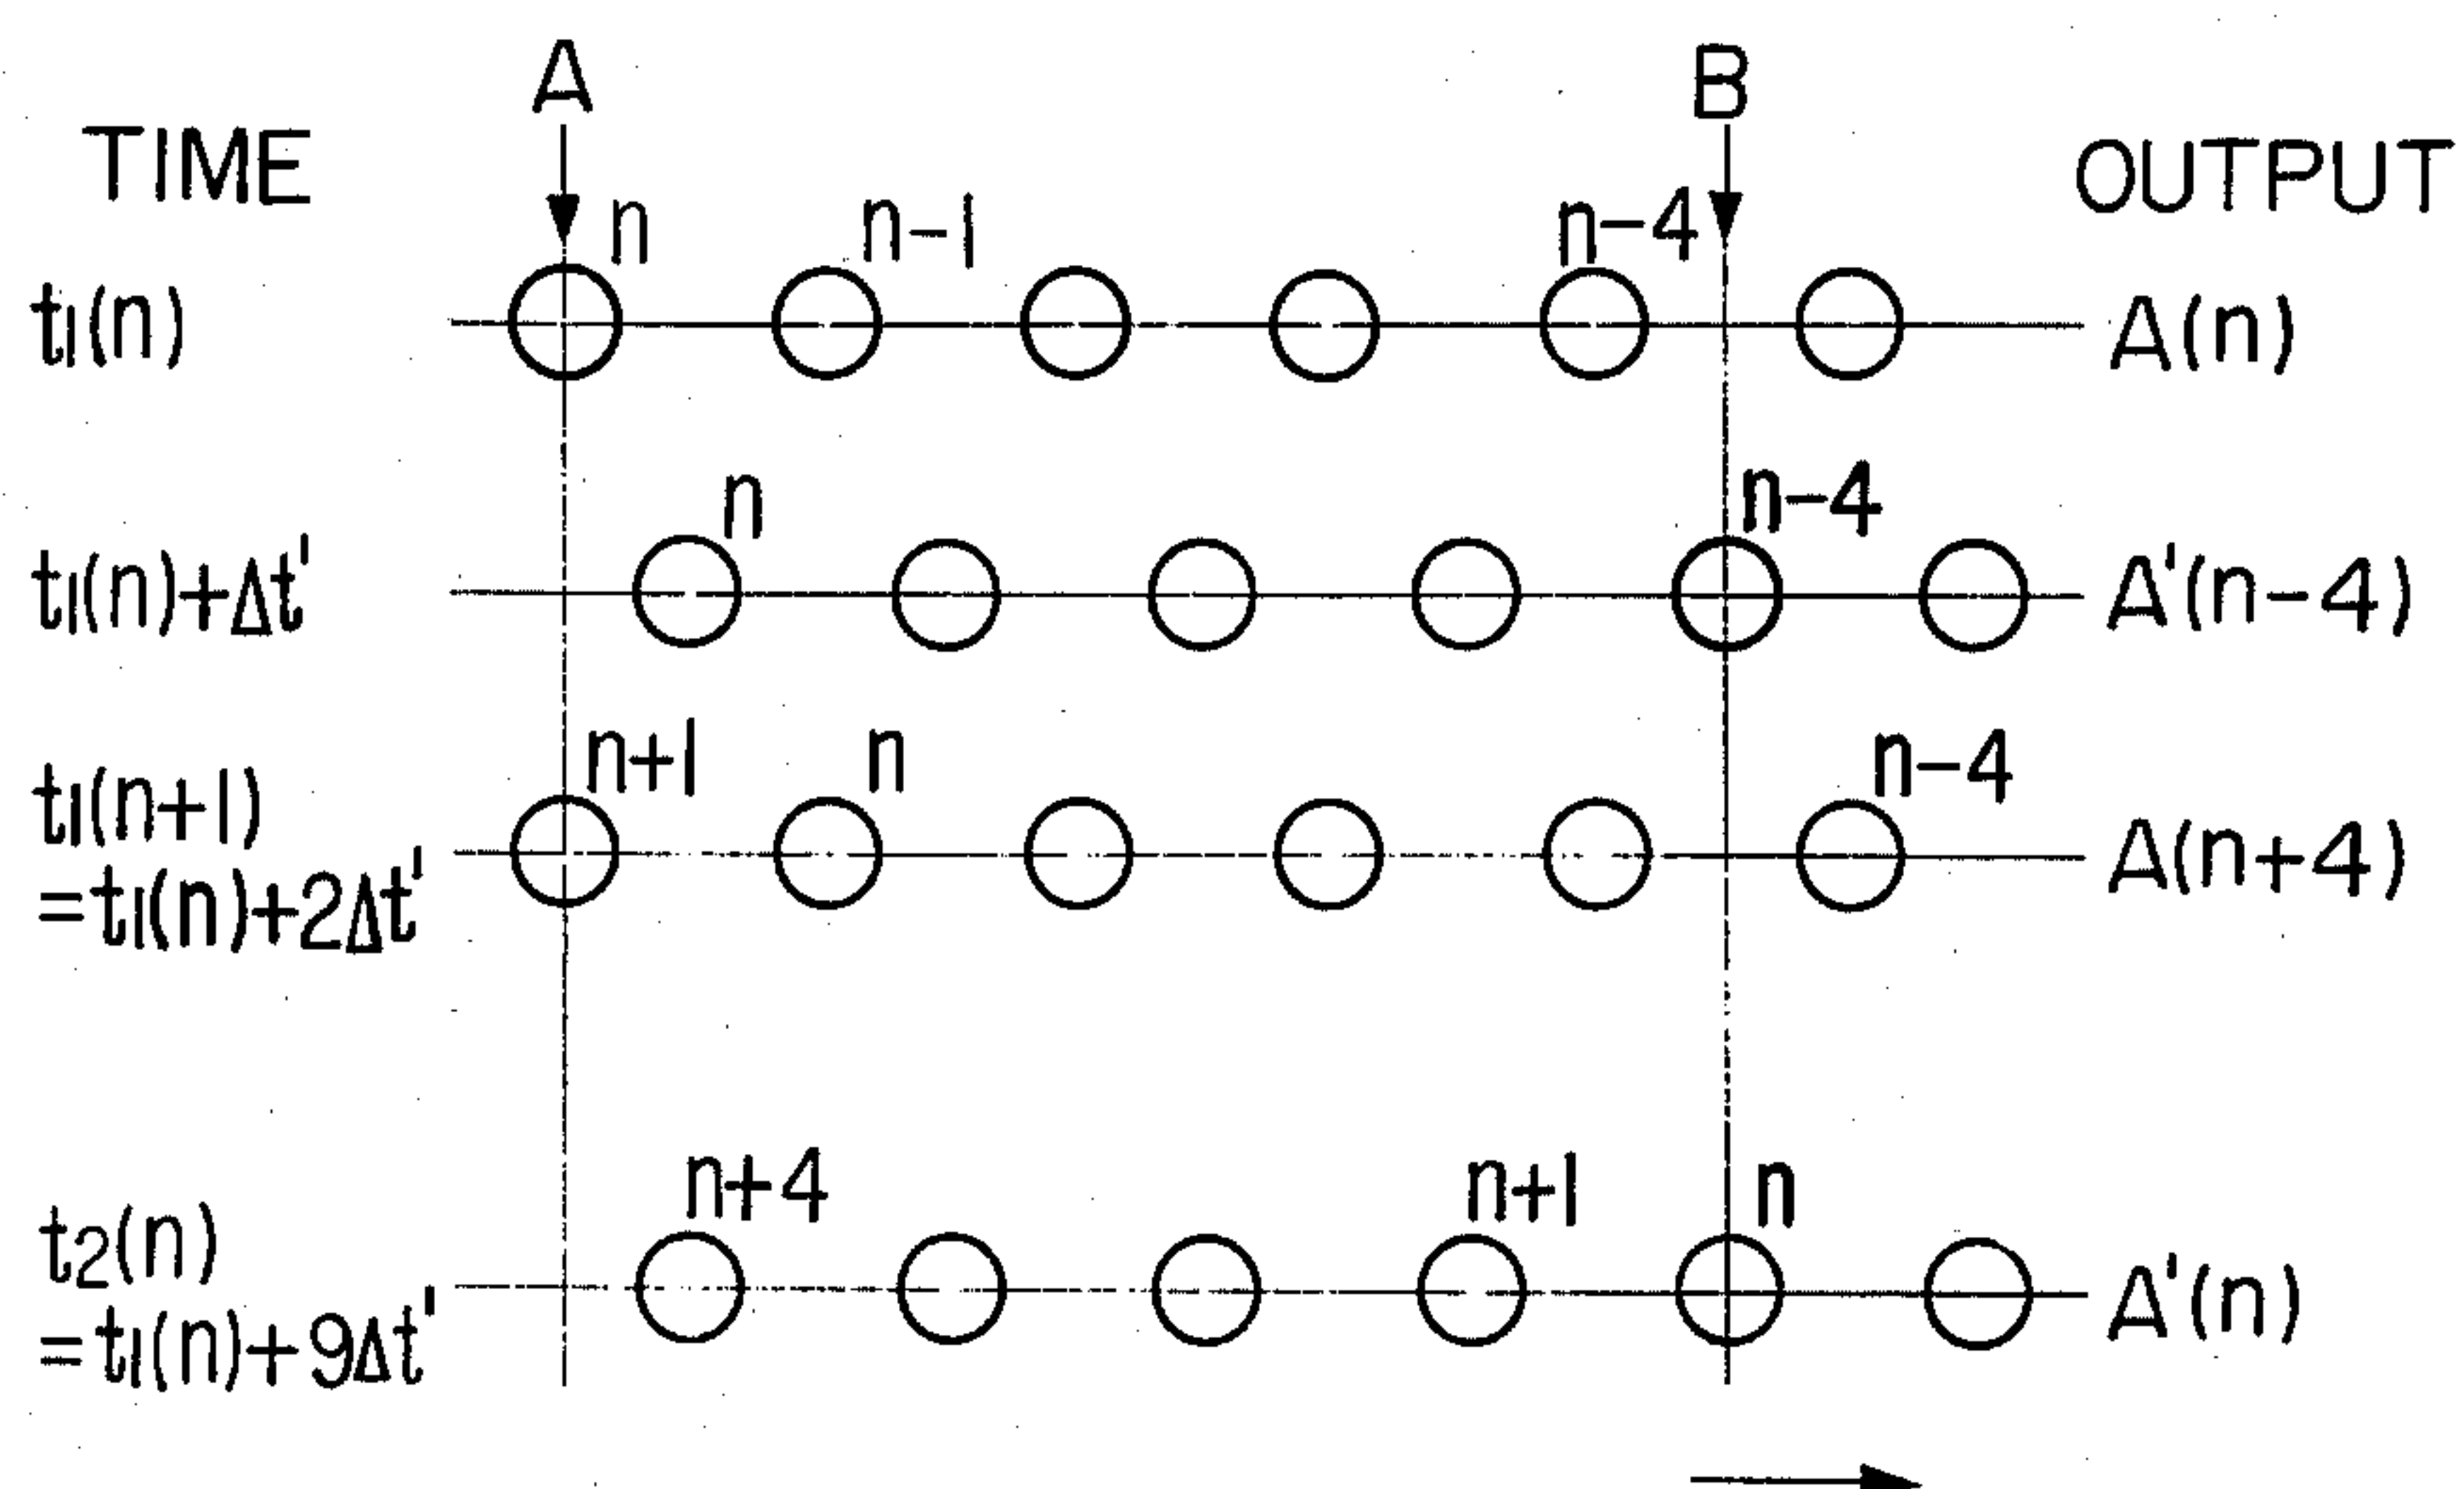 A B
TIME OUTPUT
n n-1 n-4
t1(n) A(n)
n n-4
t1(n)+Δt' A'(n-4)
n+1 n n-4
t1(n+1)
=t1(n)+2Δt' A(n+4)
n+4 n+1 n
t2(n)
=t1(n)+9Δt' A'(n)